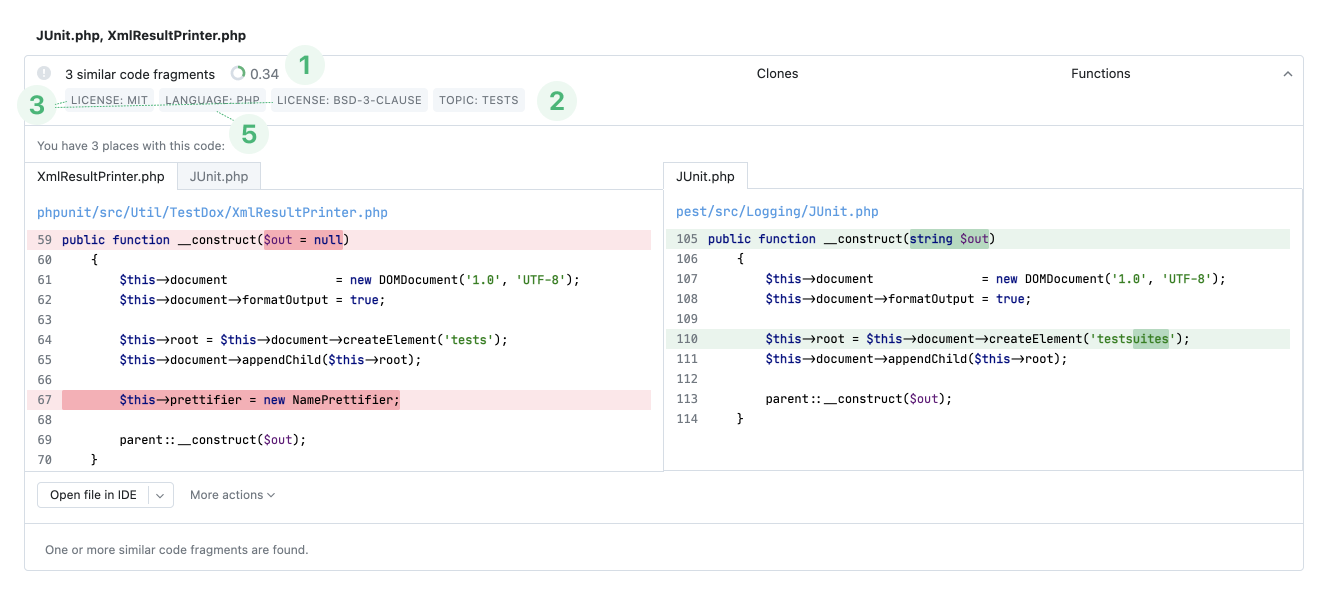 JUnit.php, XmlResultPrinter.php
3 similar code fragments 0.34 1 Clones Functions
3 LICENSE: MIT LANGUAGE: PHP LICENSE: BSD-3-CLAUSE TOPIC: TESTS 2
5
You have 3 places with this code:
XmlResultPrinter.php JUnit.php
phpunit/src/Util/TestDox/XmlResultPrinter.php
59 public function __construct($out = null)
60 {
61 $this→document = new DOMDocument('1.0', 'UTF-8');
62 $this→document→formatOutput = true;
63
64 $this→root = $this→document→createElement('tests');
65 $this→document→appendChild($this→root);
66
67 $this→prettifier = new NamePrettifier;
68
69 parent::__construct($out);
70 }
JUnit.php
pest/src/Logging/JUnit.php
105 public function __construct(string $out)
106 {
107 $this→document = new DOMDocument('1.0', 'UTF-8');
108 $this→document→formatOutput = true;
109
110 $this→root = $this→document→createElement('testsuites');
111 $this→document→appendChild($this→root);
112
113 parent::__construct($out);
114 }
Open file in IDE More actions
One or more similar code fragments are found.